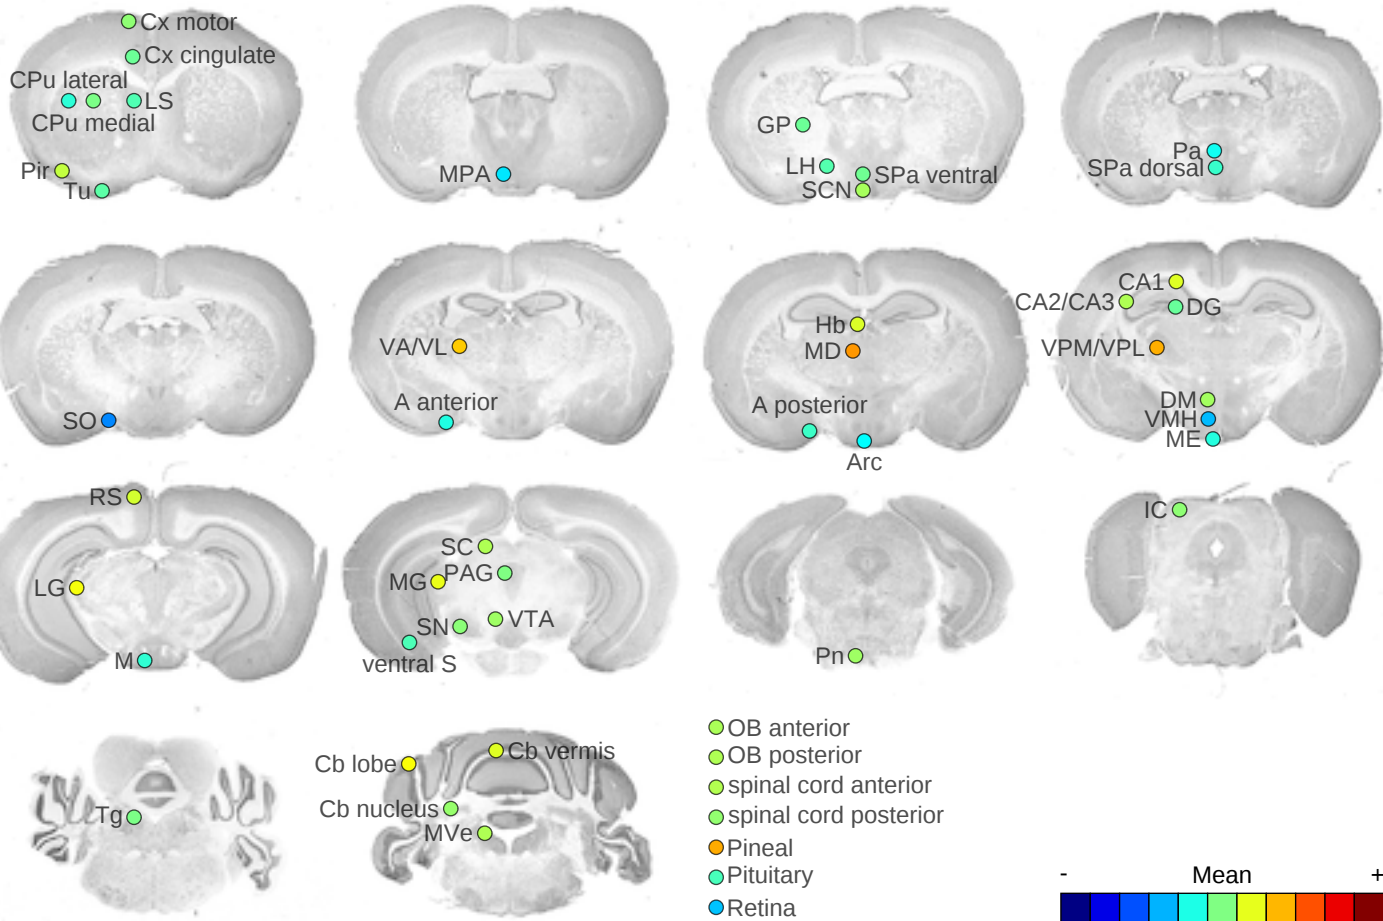 Cx motor
Cx cingulate
CPu lateral
LS
CPu medial
Pir
Tu
MPA
GP
LH
SPa ventral
SCN
Pa
SPa dorsal
SO
VA/VL
A anterior
Hb
MD
A posterior
Arc
CA1
CA2/CA3
DG
VPM/VPL
DM
VMH
ME
RS
LG
M
SC
PAG
MG
VTA
SN
ventral S
Pn
IC
Tg
Cb vermis
Cb lobe
Cb nucleus
MVe
OB anterior
OB posterior
spinal cord anterior
spinal cord posterior
Pineal
Pituitary
Retina
- Mean +